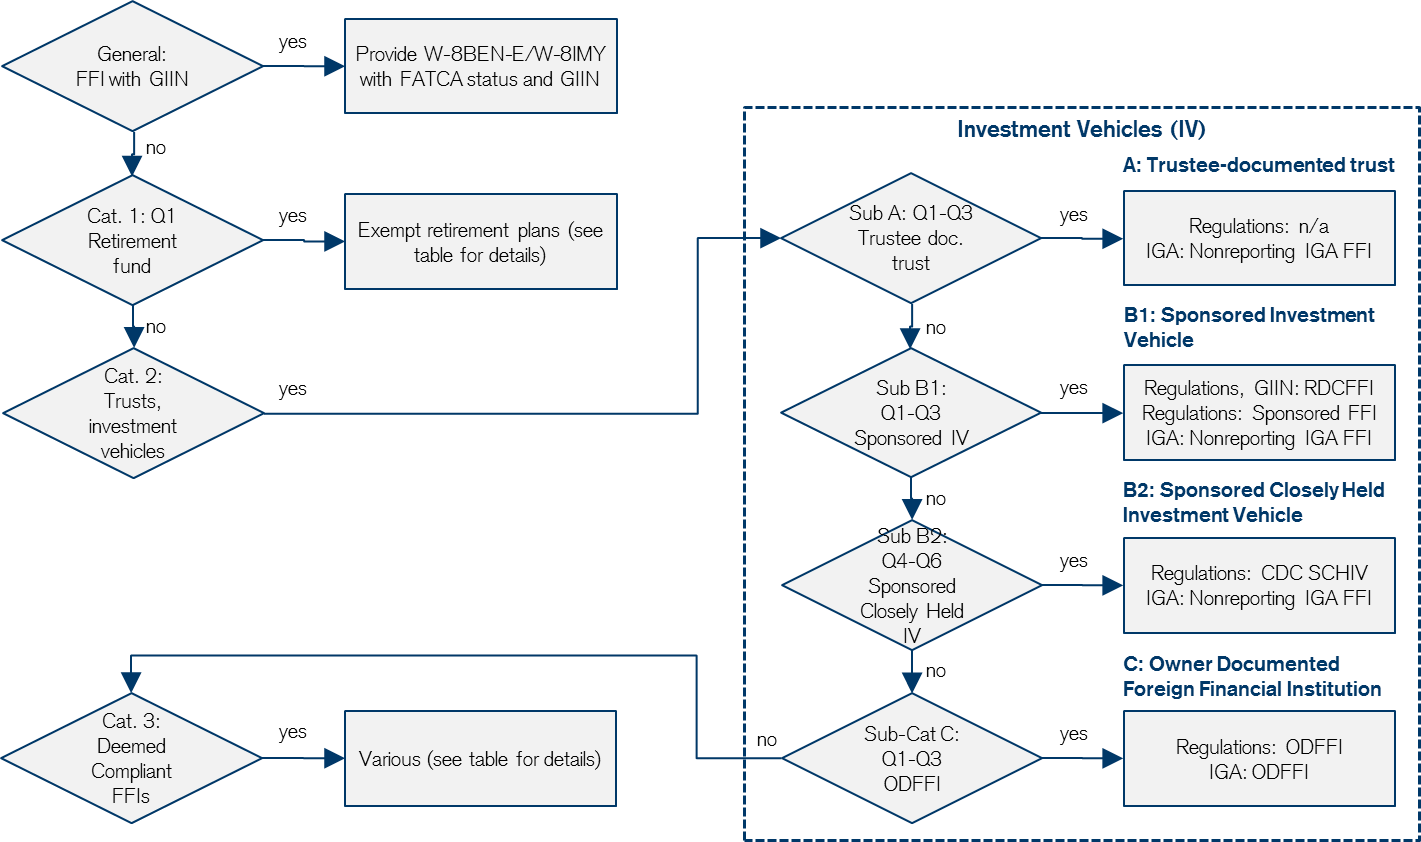 General:
FFI with GIIN
yes
Provide W-8BEN-E/W-8IMY
with FATCA status and GIIN
no
Cat. 1: Q1
Retirement
fund
yes
Exempt retirement plans (see
table for details)
no
Cat. 2:
Trusts,
investment
vehicles
yes
Investment Vehicles (IV)
A: Trustee-documented trust
Sub A: Q1-Q3
Trustee doc.
trust
yes
Regulations: n/a
IGA: Nonreporting IGA FFI
no
B1: Sponsored Investment
Vehicle
Sub B1:
Q1-Q3
Sponsored IV
yes
Regulations, GIIN: RDCFFI
Regulations: Sponsored FFI
IGA: Nonreporting IGA FFI
no
B2: Sponsored Closely Held
Investment Vehicle
Sub B2:
Q4-Q6
Sponsored
Closely Held
IV
yes
Regulations: CDC SCHIV
IGA: Nonreporting IGA FFI
no
C: Owner Documented
Foreign Financial Institution
Sub-Cat C:
Q1-Q3
ODFFI
yes
Regulations: ODFFI
IGA: ODFFI
no
Cat. 3:
Deemed
Compliant
FFIs
yes
Various (see table for details)